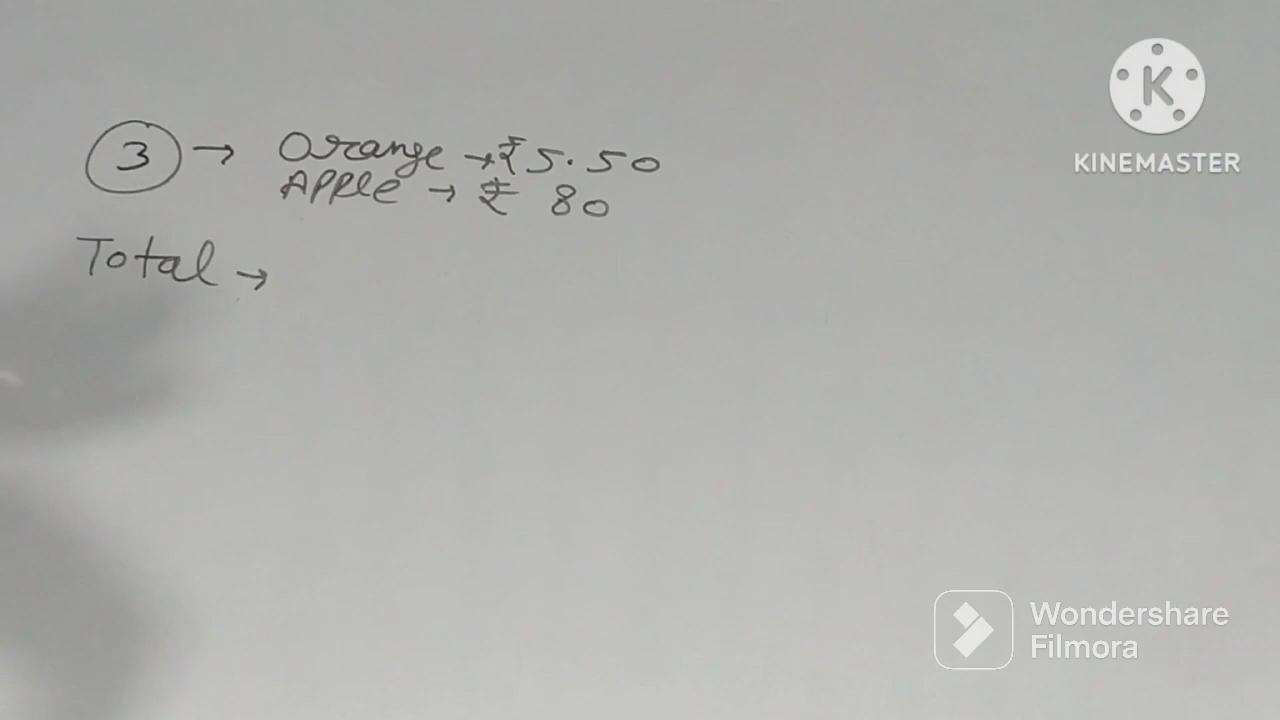 3 → Orange → ₹5.50
Apple → ₹ 80
Total →
KINEMASTER
Wondershare
Filmora